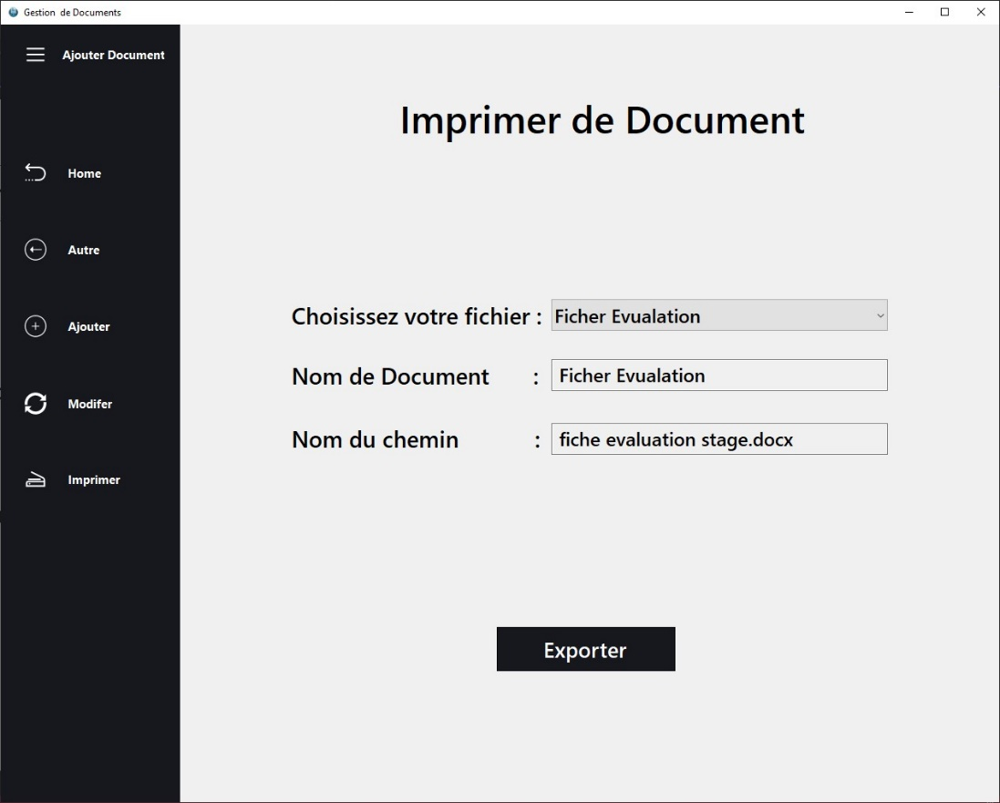 Gestion de Documents
Ajouter Document
Imprimer de Document
Home
Autre
Ajouter
Modifer
Imprimer
Choisissez votre fichier : Ficher Evualation
Nom de Document : Ficher Evualation
Nom du chemin : fiche evaluation stage.docx
Exporter